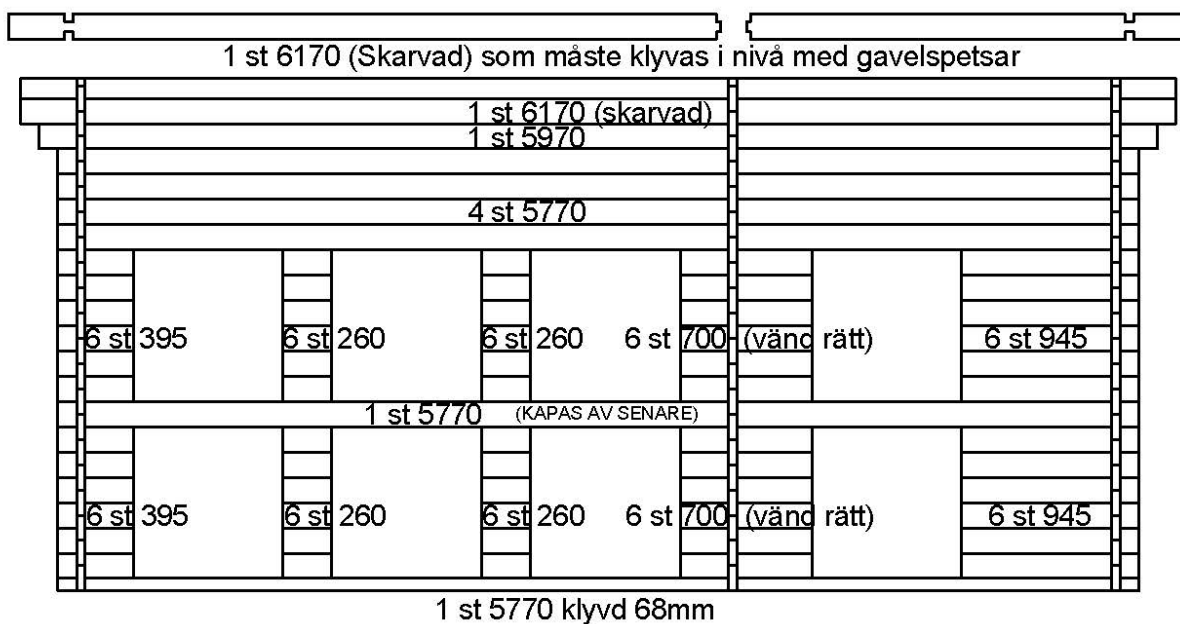 1 st 6170 (Skarvad) som måste klyvas i nivå med gavelspetsar
1 st 6170 (skarvad)
1 st 5970
4 st 5770
6 st 395 6 st 260 6 st 260 6 st 700 (vänd rätt) 6 st 945
1 st 5770 (KAPAS AV SENARE)
6 st 395 6 st 260 6 st 260 6 st 700 (vänd rätt) 6 st 945
1 st 5770 klyvd 68mm